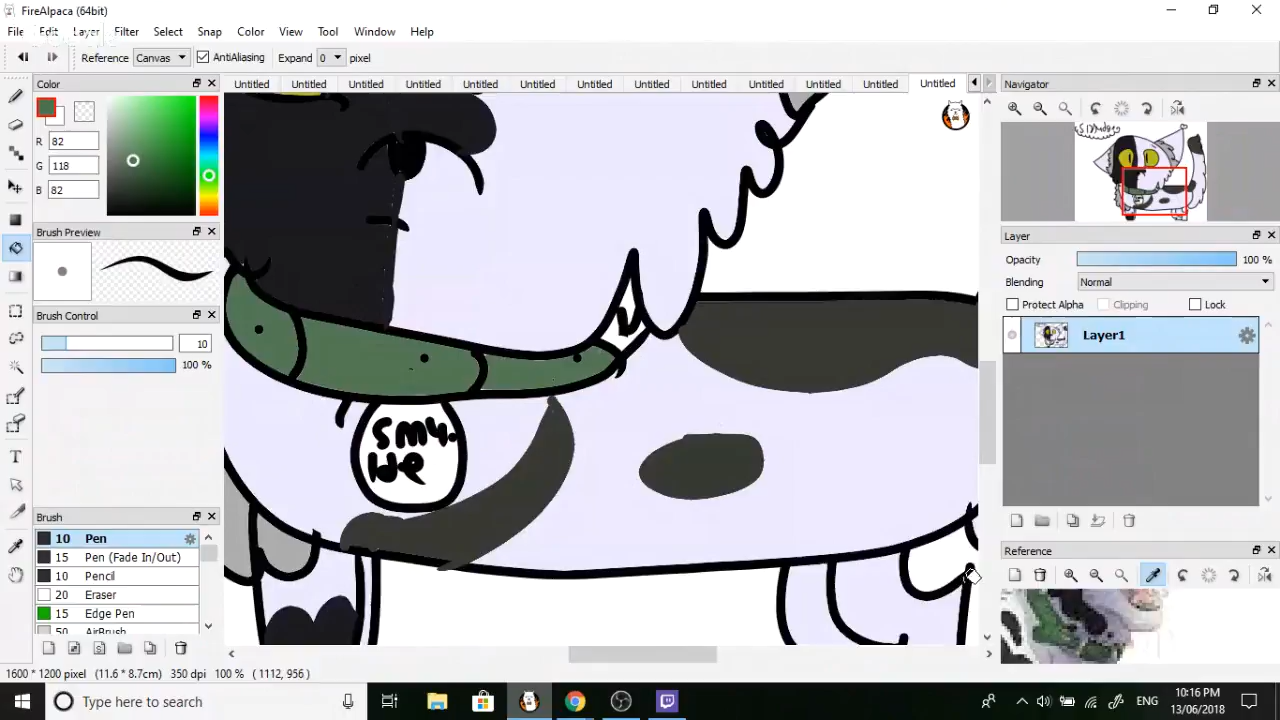 FireAlpaca (64bit)
File Edit Layer Filter Select Snap Color View Tool Window Help
Reference Canvas AntiAliasing Expand 0 pixel
Color
Untitled Untitled Untitled Untitled Untitled Untitled Untitled Untitled Untitled Untitled Untitled Untitled Untitled
Navigator
R 82
G 118
B 82
Brush Preview
Layer
Opacity 100 %
Blending Normal
Protect Alpha Clipping Lock
Layer1
Brush Control
10
100 %
smy.
lde
Brush
10 Pen
15 Pen (Fade In/Out)
10 Pencil
20 Eraser
15 Edge Pen
50 AirBrush
Reference
1600 * 1200 pixel (11.6 * 8.7cm) 350 dpi 100 % ( 1112, 956 )
Type here to search
ENG
10:16 PM
13/06/2018